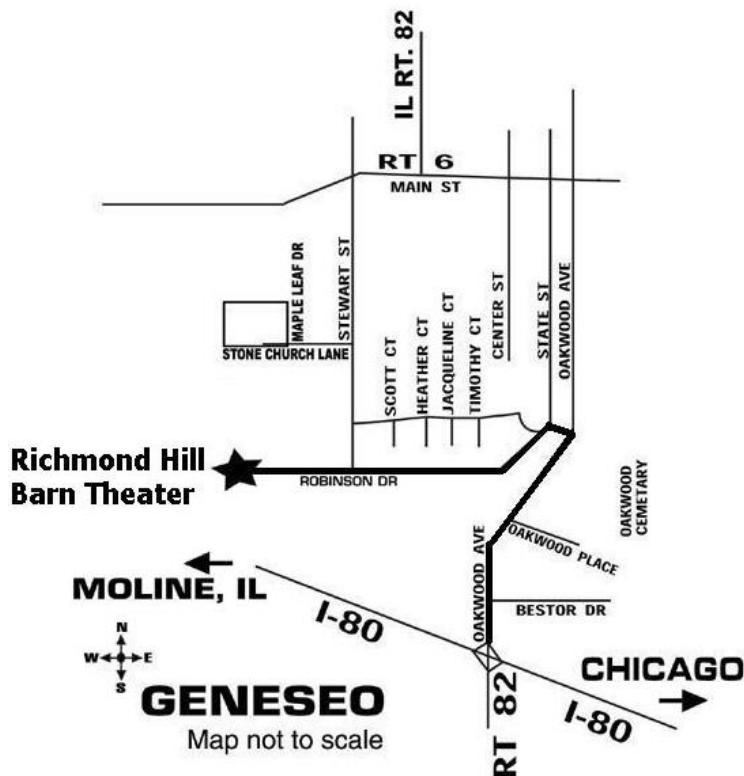 IL RT. 82
RT 6
MAIN ST
MAPLE LEAF DR
STEWART ST
STONE CHURCH LANE
SCOTT CT
HEATHER CT
JACQUELINE CT
TIMOTHY CT
CENTER ST
STATE ST
OAKWOOD AVE
Richmond Hill
Barn Theater
ROBINSON DR
OAKWOOD
CEMETARY
OAKWOOD AVE
OAKWOOD PLACE
MOLINE, IL
I-80
BESTOR DR
N
W
E
S
CHICAGO
GENESEO
RT 82
I-80
Map not to scale